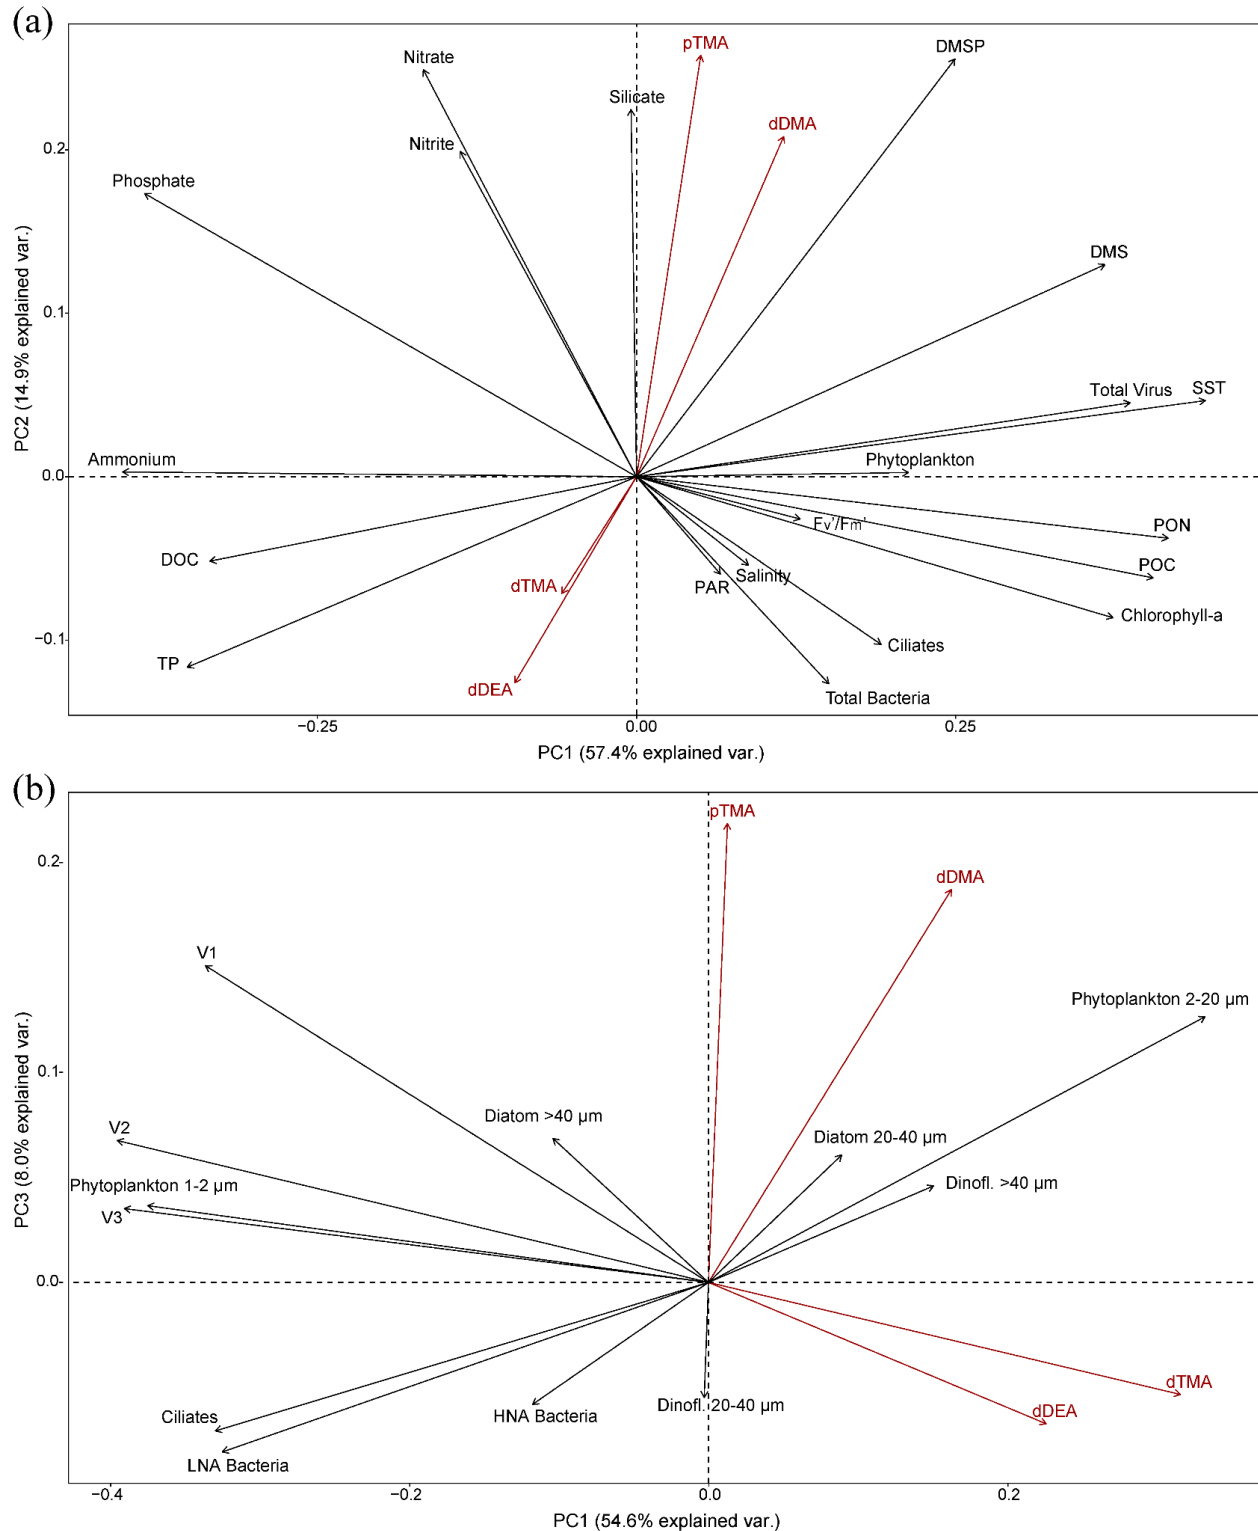 (a)
pTMA
DMSP
Nitrate
Silicate
dDMA
Nitrite
0.2
Phosphate
DMS
0.1
Total Virus
SST
Ammonium
Phytoplankton
0.0
Fv'/Fm'
PON
DOC
POC
dTMA
PAR
Salinity
Chlorophyll-a
−0.1
Ciliates
TP
dDEA
Total Bacteria
PC2 (14.9% explained var.)
−0.25
0.00
0.25
PC1 (57.4% explained var.)
(b)
pTMA
0.2
dDMA
V1
Phytoplankton 2-20 µm
0.1
Diatom >40 µm
V2
Diatom 20-40 µm
Phytoplankton 1-2 µm
Dinofl. >40 µm
V3
0.0
dTMA
Dinofl. 20-40 µm
dDEA
Ciliates
HNA Bacteria
LNA Bacteria
PC3 (8.0% explained var.)
−0.4
−0.2
0.0
0.2
PC1 (54.6% explained var.)